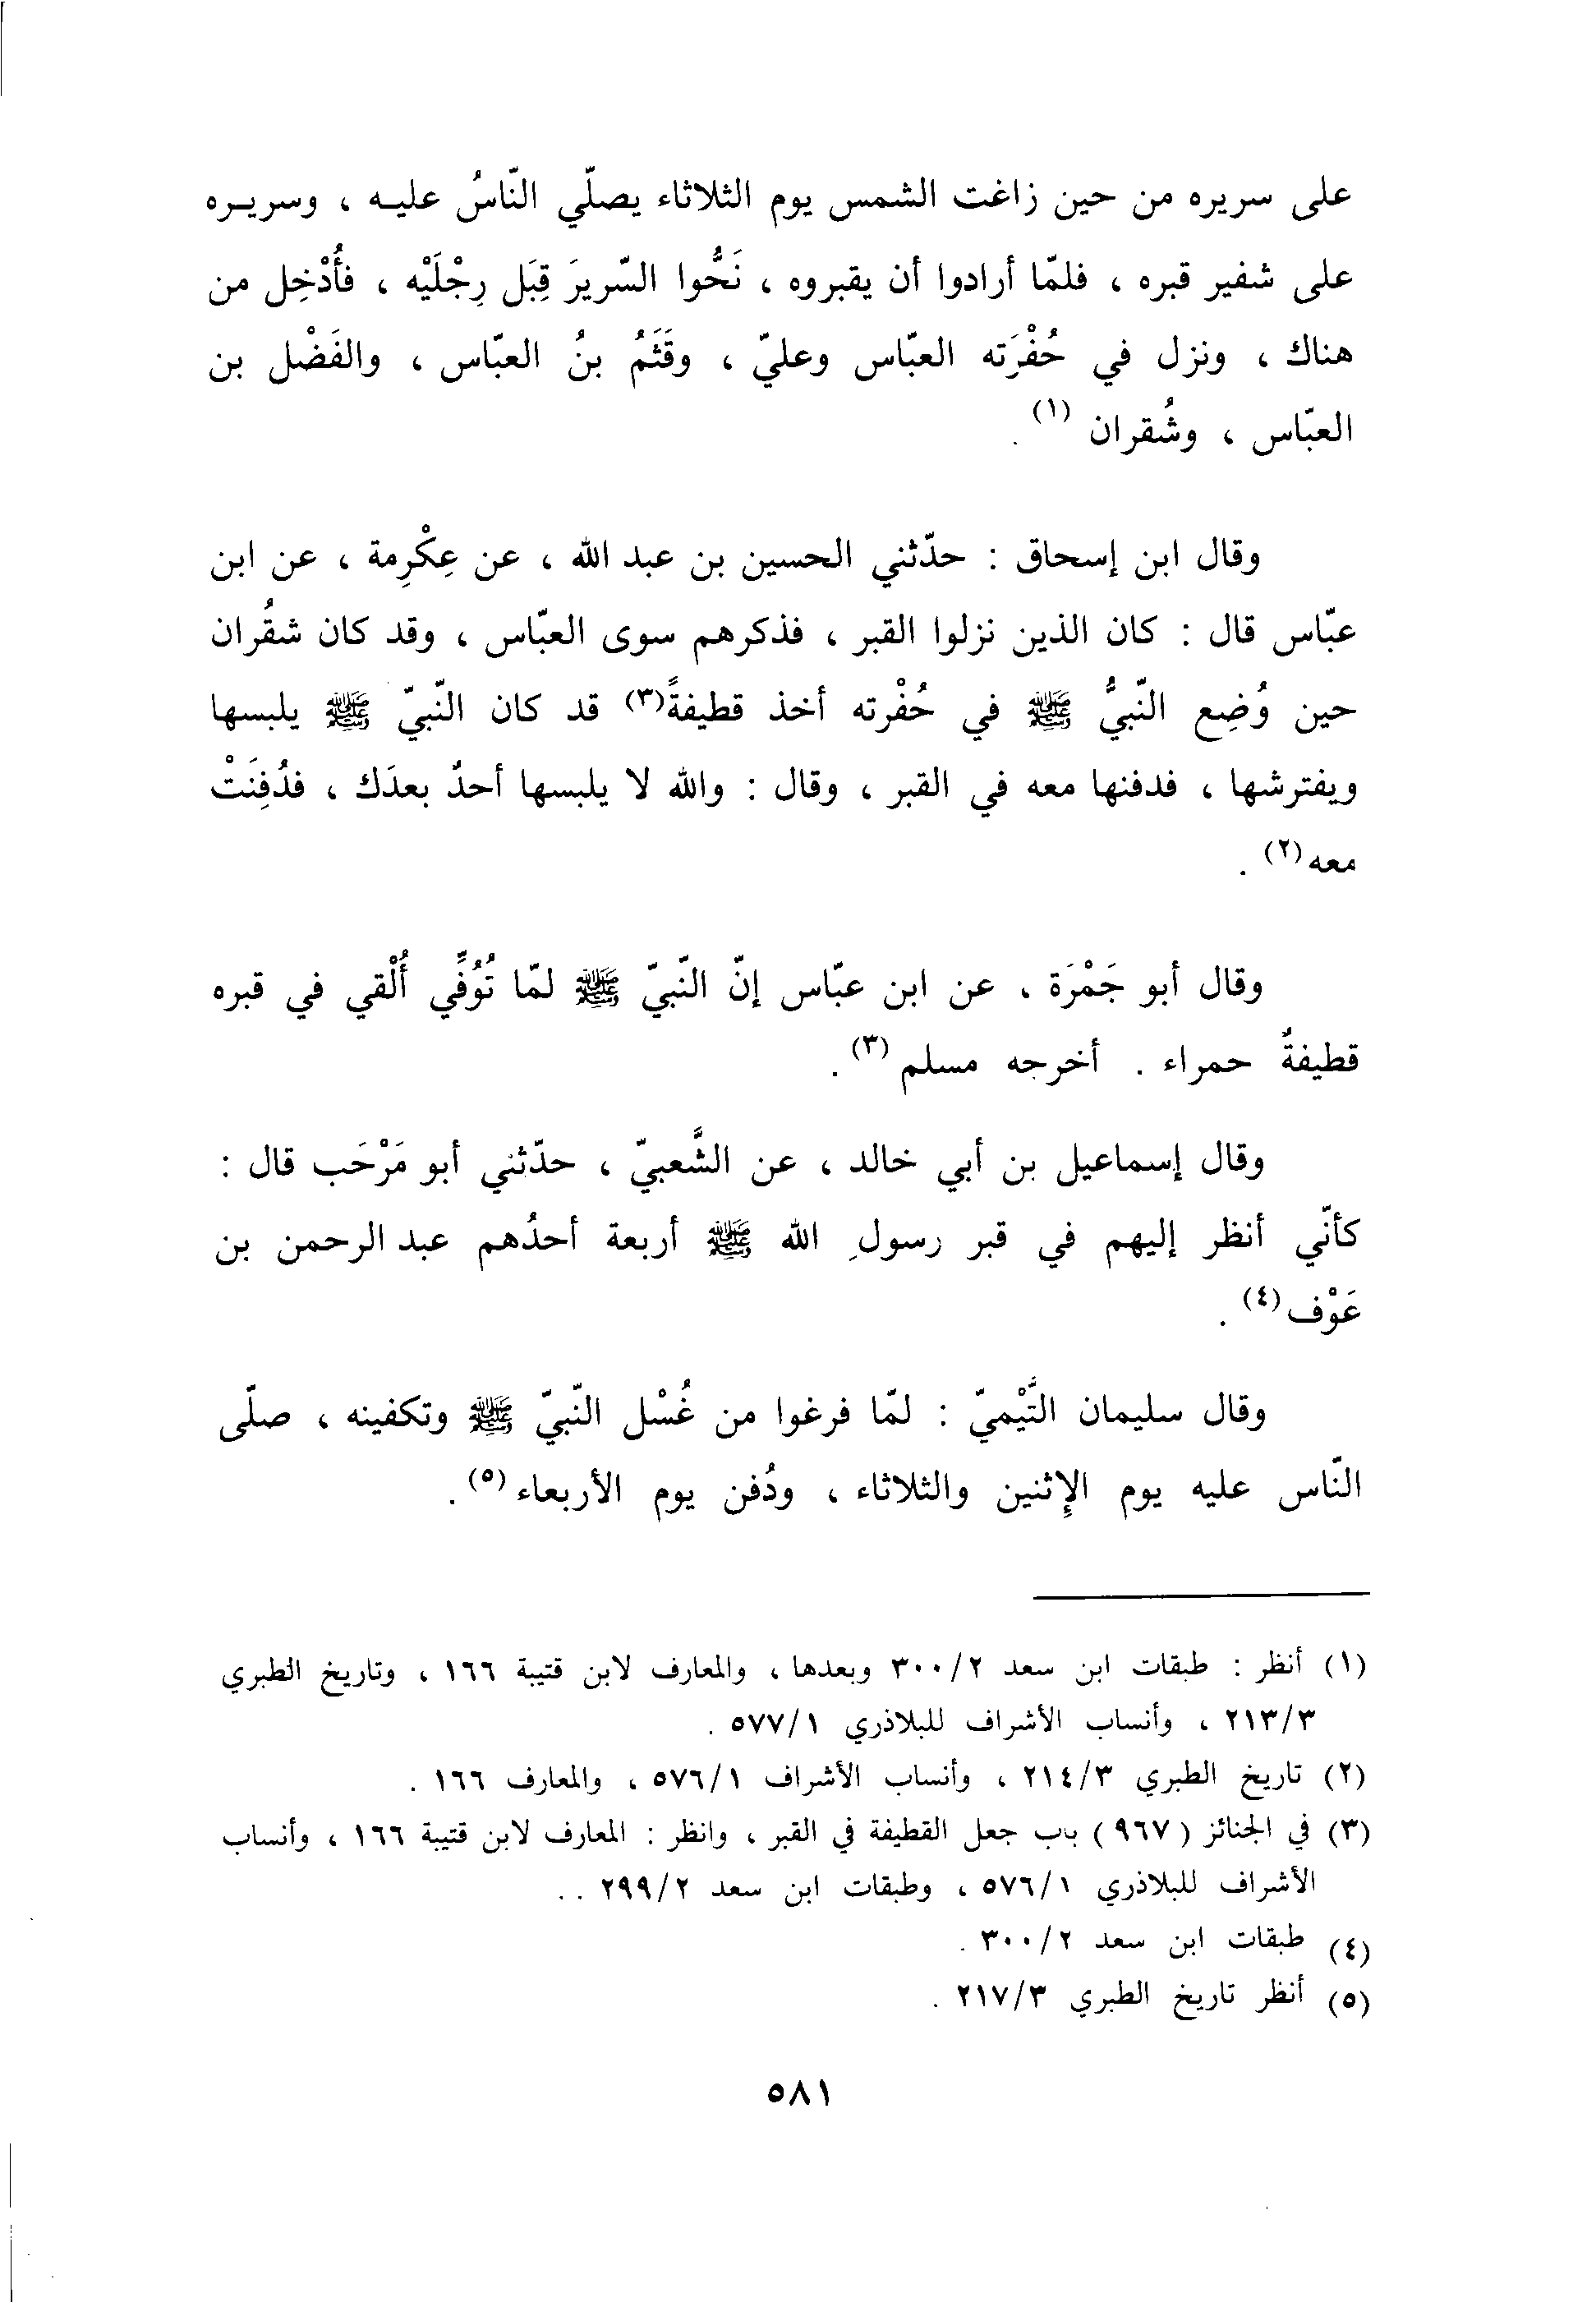 على سريره من حين زاغت الشمس يوم الثلاثاء يصلّي النّاسُ عليـه ، وسريـره
على شفير قبره ، فلمّا أرادوا أن يقبروه ، نَحُّوا السّريرَ قِبَل رِجْلَيْه ، فأُدْخِل من
هناك ، ونزل في حُفْرَته العبّاس وعليّ ، وقَثَمُ بنُ العبّاس ، والفَضْل بن
العبّاس ، وشُقران (١) .
وقال ابن إسحاق : حدّثني الحسين بن عبد الله ، عن عِكْرِمة ، عن ابن
عبّاس قال : كان الذين نزلوا القبر ، فذكرهم سوى العبّاس ، وقد كان شقُران
حين وُضِع النّبيُّ ﷺ في حُفْرته أخذ قطيفةً(٣) قد كان النّبيّ ﷺ يلبسها
ويفترشها ، فدفنها معه في القبر ، وقال : والله لا يلبسها أحدٌ بعدَك ، فدُفِنَتْ
معه(٢) .
وقال أبو جَمْرَة ، عن ابن عبّاس إنّ النّبيّ ﷺ لمّا تُوُفِّي أُلْقي في قبره
قطيفةٌ حمراء . أخرجه مسلم (٣) .
وقال إسماعيل بن أبي خالد ، عن الشَّعبيّ ، حدّثني أبو مَرْحَب قال :
كأنّي أنظر إليهم في قبر رسولِ الله ﷺ أربعة أحدُهم عبد الرحمن بن
عَوْف(٤) .
وقال سليمان التَّيْميّ : لمّا فرغوا من غُسْل النّبيّ ﷺ وتكفينه ، صلّى
النّاس عليه يوم الإثنين والثلاثاء ، ودُفن يوم الأربعاء(٥) .
(١) أنظر : طبقات ابن سعد ٣٠٠/٢ وبعدها ، والمعارف لابن قتيبة ١٦٦ ، وتاريخ الطبري
٢١٣/٣ ، وأنساب الأشراف للبلاذري ٥٧٧/١ .
(٢) تاريخ الطبري ٢١٤/٣ ، وأنساب الأشراف ٥٧٦/١ ، والمعارف ١٦٦ .
(٣) في الجنائز (٩٦٧) باب جعل القطيفة في القبر ، وانظر : المعارف لابن قتيبة ١٦٦ ، وأنساب
الأشراف للبلاذري ٥٧٦/١ ، وطبقات ابن سعد ٢٩٩/٢ . .
(٤) طبقات ابن سعد ٣٠٠/٢ .
(٥) أنظر تاريخ الطبري ٢١٧/٣ .
٥٨١